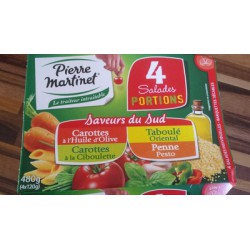 Pierre
Martinet
Le traiteur intraitable
4
Salades
PORTIONS
Saveurs du Sud
Carottes
à l'Huile d'Olive
Carottes
à la Ciboulette
Taboulé
Oriental
Penne
Pesto
480g
(4x120g)